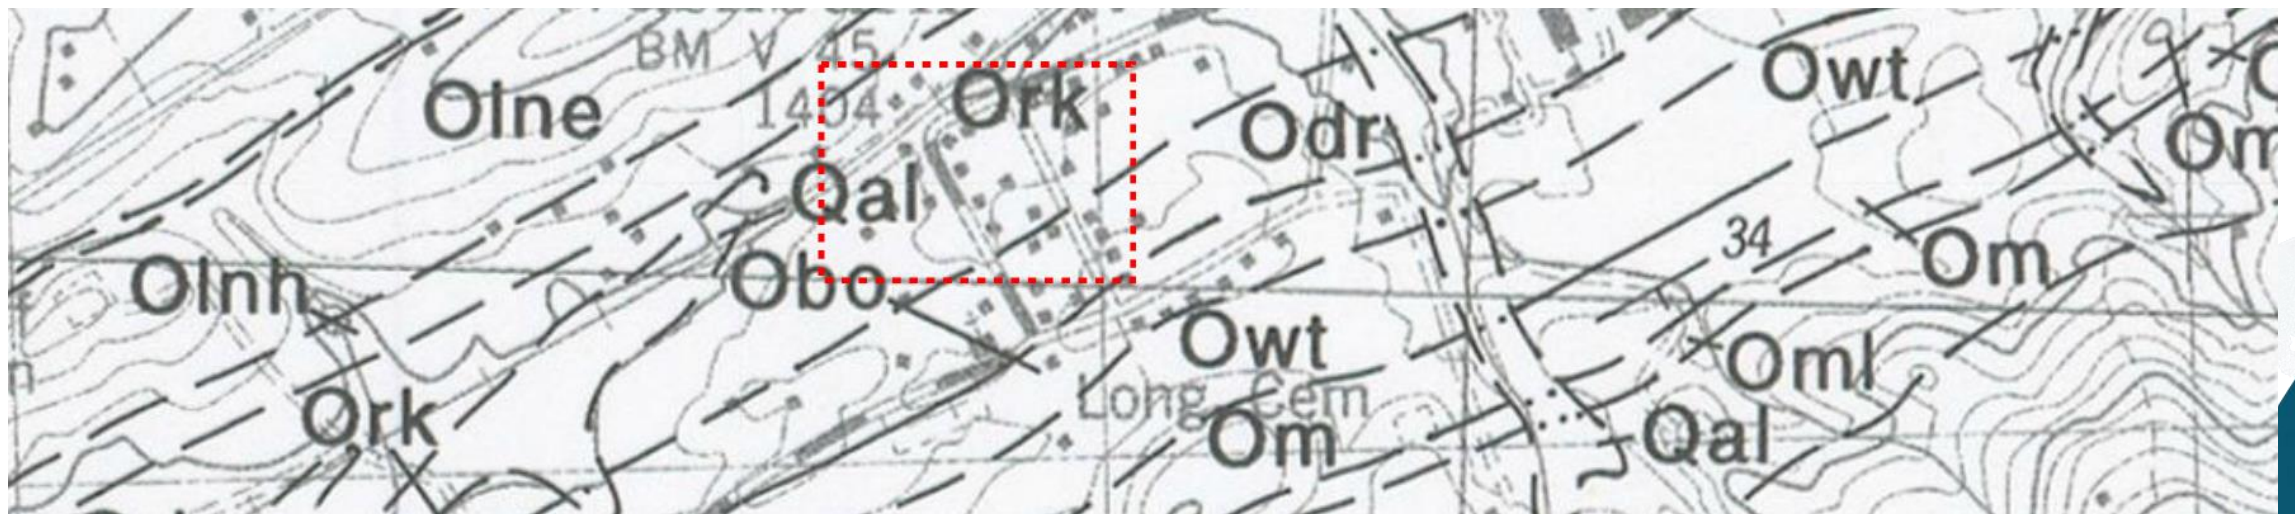 BM V 45
1404
Olne
Ork
Odr
Owt
Om
Qal
Olnh
Obo
34
Om
Owt
Oml
Ork
Long Cem
Om
Qal